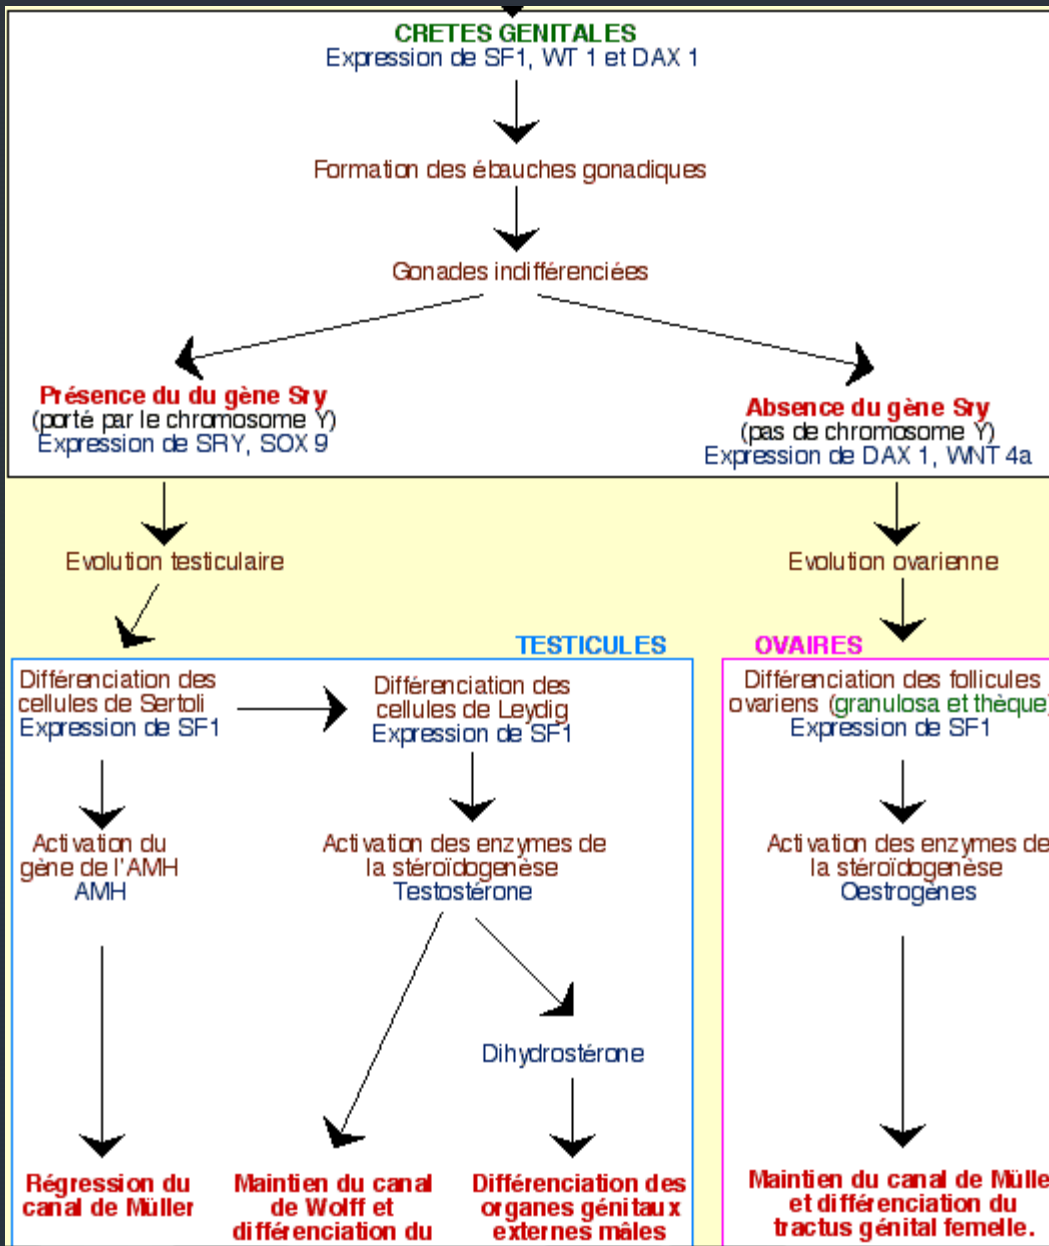 CRETES GENITALES
Expression de SF1, WT 1 et DAX 1
Formation des ébauches gonadiques
Gonades indifférenciées
Présence du du gène Sry
(porté par le chromosome Y)
Expression de SRY, SOX 9
Absence du gène Sry
(pas de chromosome Y)
Expression de DAX 1, WNT 4a
Evolution testiculaire
Evolution ovarienne
TESTICULES
OVAIRES
Différenciation des
cellules de Sertoli
Expression de SF1
Différenciation des
cellules de Leydig
Expression de SF1
Différenciation des follicules
ovariens (granulosa et thèque)
Expression de SF1
Activation du
gène de l'AMH
AMH
Activation des enzymes de
la stéroïdogenèse
Testostérone
Activation des enzymes de
la stéroïdogenèse
Oestrogènes
Dihydrostérone
Régression du
canal de Müller
Maintien du canal
de Wolff et
différenciation du
Différenciation des
organes génitaux
externes mâles
Maintien du canal de Mülle
et différenciation du
tractus génital femelle.